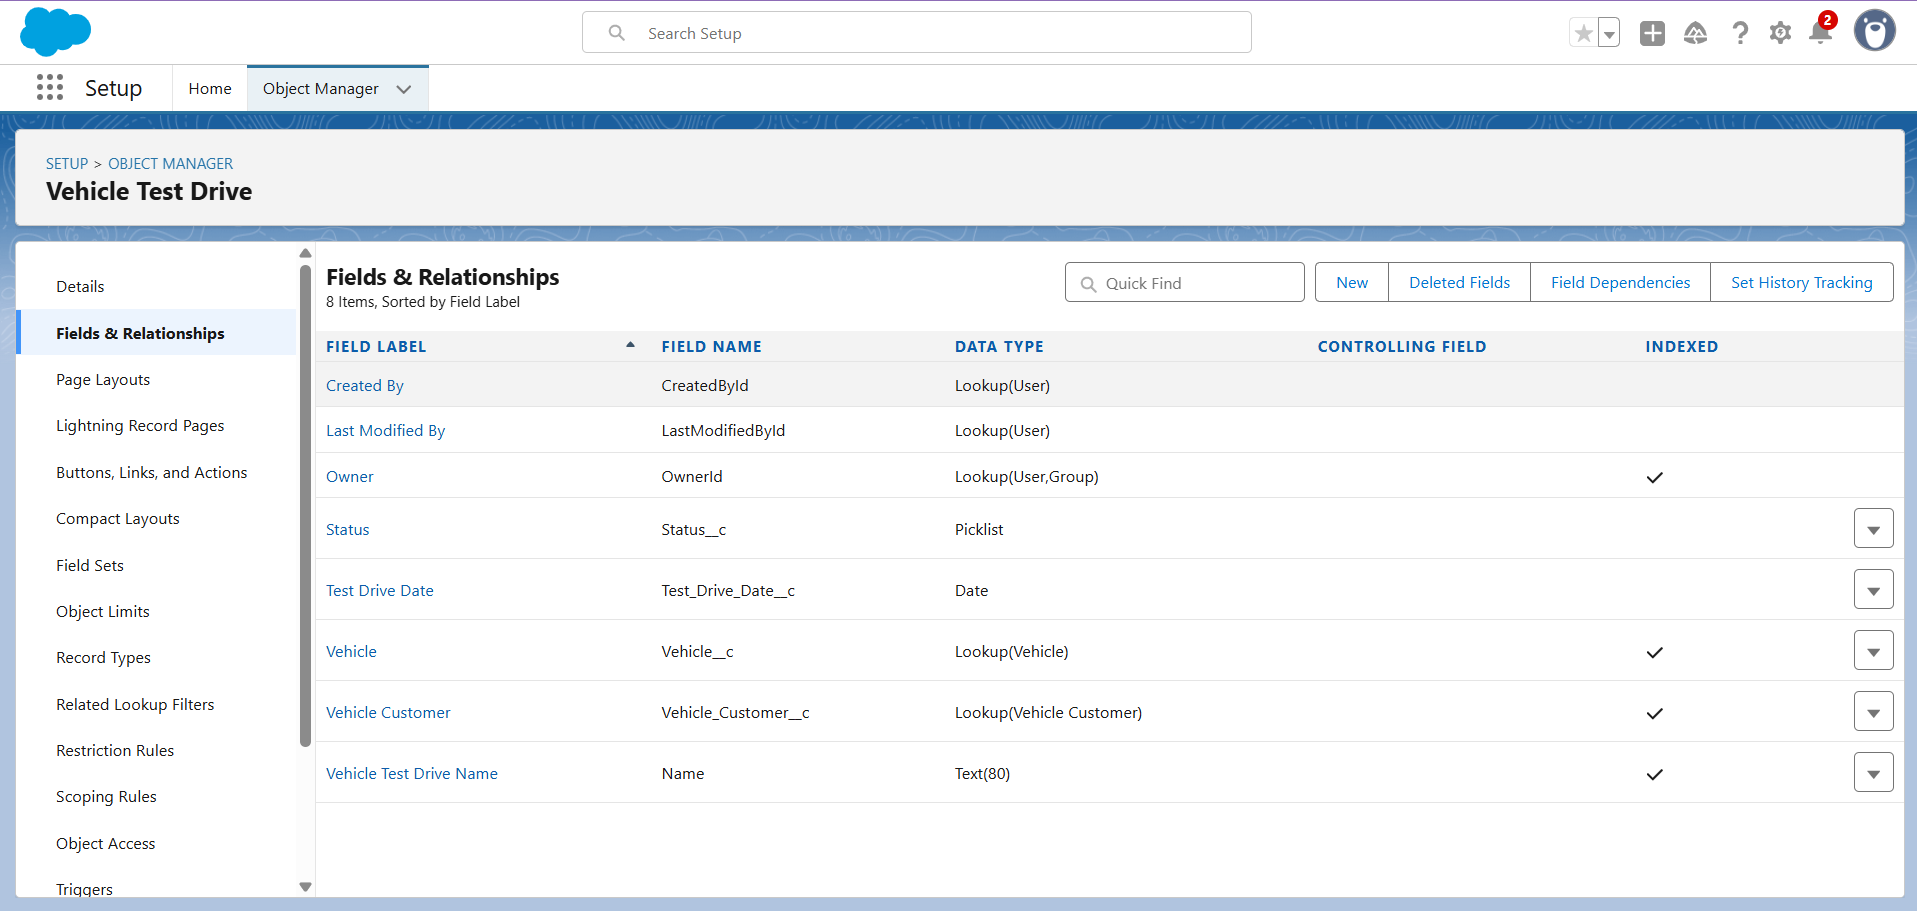 Search Setup
2
Setup
Home
Object Manager
SETUP > OBJECT MANAGER
Vehicle Test Drive
Details
Fields & Relationships
Page Layouts
Lightning Record Pages
Buttons, Links, and Actions
Compact Layouts
Field Sets
Object Limits
Record Types
Related Lookup Filters
Restriction Rules
Scoping Rules
Object Access
Triggers
Fields & Relationships
8 Items, Sorted by Field Label
Quick Find
New
Deleted Fields
Field Dependencies
Set History Tracking
FIELD LABEL FIELD NAME DATA TYPE CONTROLLING FIELD INDEXED
Created By CreatedById Lookup(User)
Last Modified By LastModifiedById Lookup(User)
Owner OwnerId Lookup(User,Group)
Status Status__c Picklist
Test Drive Date Test_Drive_Date__c Date
Vehicle Vehicle__c Lookup(Vehicle)
Vehicle Customer Vehicle_Customer__c Lookup(Vehicle Customer)
Vehicle Test Drive Name Name Text(80)